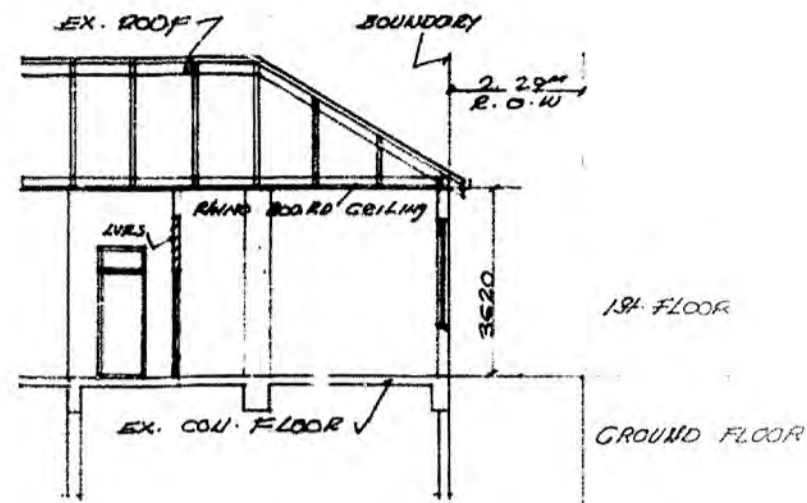 EX. ROOF
BOUNDARY
2.29M
R.O.W
RHINO BOARD CEILING
LVRS
3620
1ST. FLOOR
EX. CON. FLOOR
GROUND FLOOR